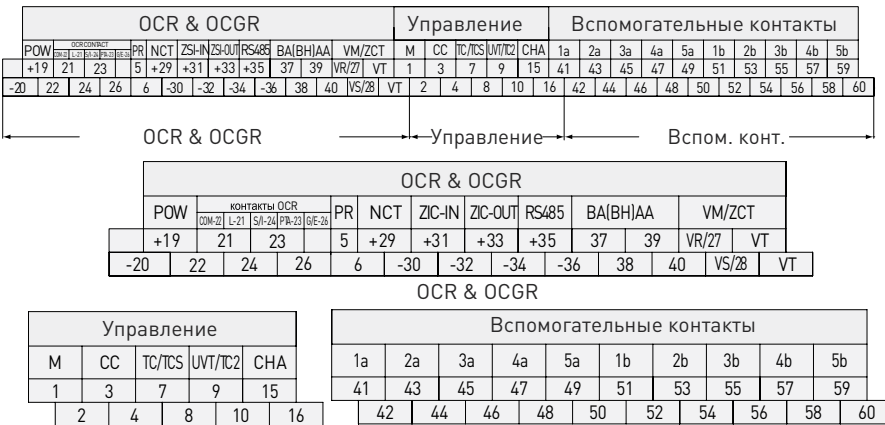 OCR & OCGR Управление Вспомогательные контакты
OCR CONTACT
POW COM-22 L-21 S/I-24 PTA-23 G/E-26 PR NCT ZSI-IN ZSI-OUT RS485 BA(BH)AA VM/ZCT M CC TC/TCS UVT/TC2 CHA 1a 2a 3a 4a 5a 1b 2b 3b 4b 5b
+19 21 23 5 +29 +31 +33 +35 37 39 VR/27 VT 1 3 7 9 15 41 43 45 47 49 51 53 55 57 59
-20 22 24 26 6 -30 -32 -34 -36 38 40 VS/28 VT 2 4 8 10 16 42 44 46 48 50 52 54 56 58 60
OCR & OCGR Управление Вспом. конт.
OCR & OCGR
контакты OCR
POW COM-22 L-21 S/I-24 PTA-23 G/E-26 PR NCT ZIC-IN ZIC-OUT RS485 BA(BH)AA VM/ZCT
+19 21 23 5 +29 +31 +33 +35 37 39 VR/27 VT
-20 22 24 26 6 -30 -32 -34 -36 38 40 VS/28 VT
OCR & OCGR
Управление
M CC TC/TCS UVT/TC2 CHA
1 3 7 9 15
2 4 8 10 16
Вспомогательные контакты
1a 2a 3a 4a 5a 1b 2b 3b 4b 5b
41 43 45 47 49 51 53 55 57 59
42 44 46 48 50 52 54 56 58 60